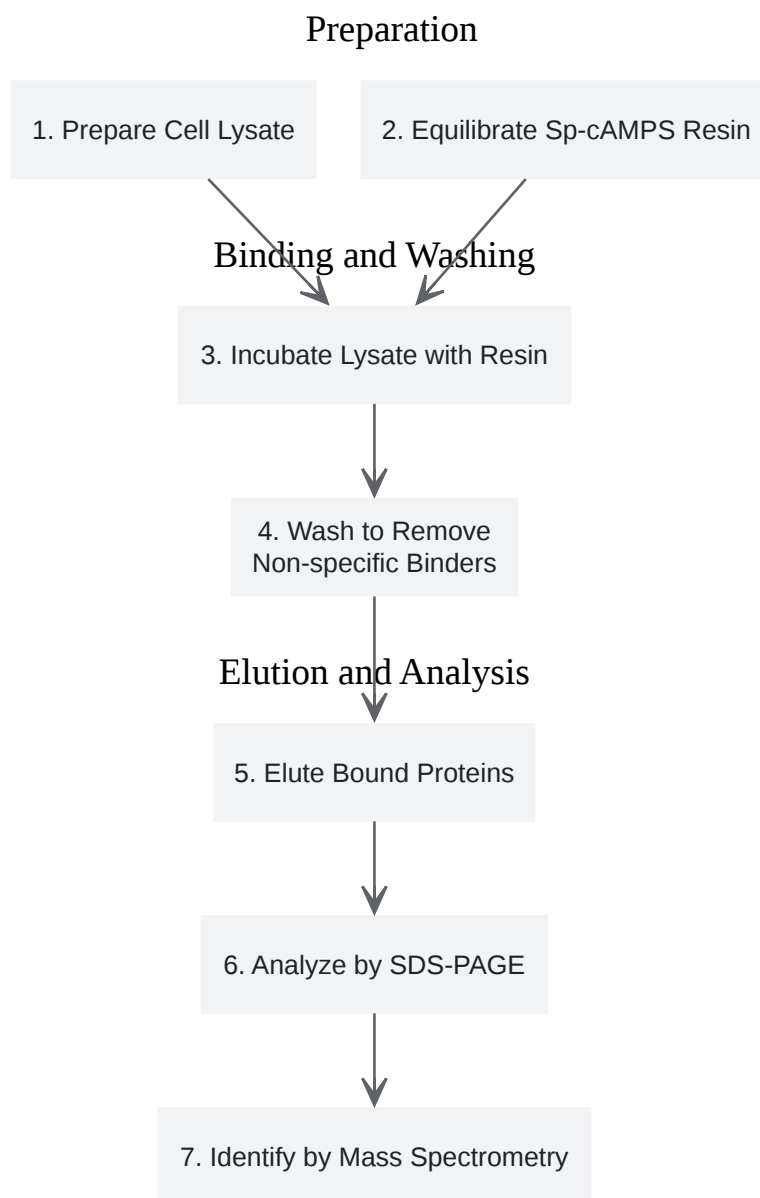 Preparation
1. Prepare Cell Lysate
2. Equilibrate Sp-cAMPS Resin
Binding and Washing
3. Incubate Lysate with Resin
4. Wash to Remove
Non-specific Binders
Elution and Analysis
5. Elute Bound Proteins
6. Analyze by SDS-PAGE
7. Identify by Mass Spectrometry